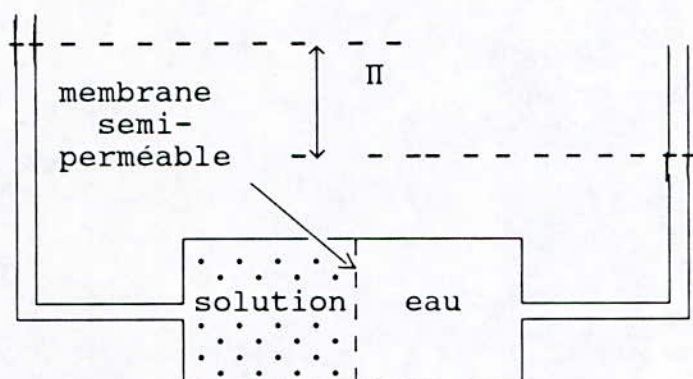 Π
membrane
semi-
perméable
solution
eau